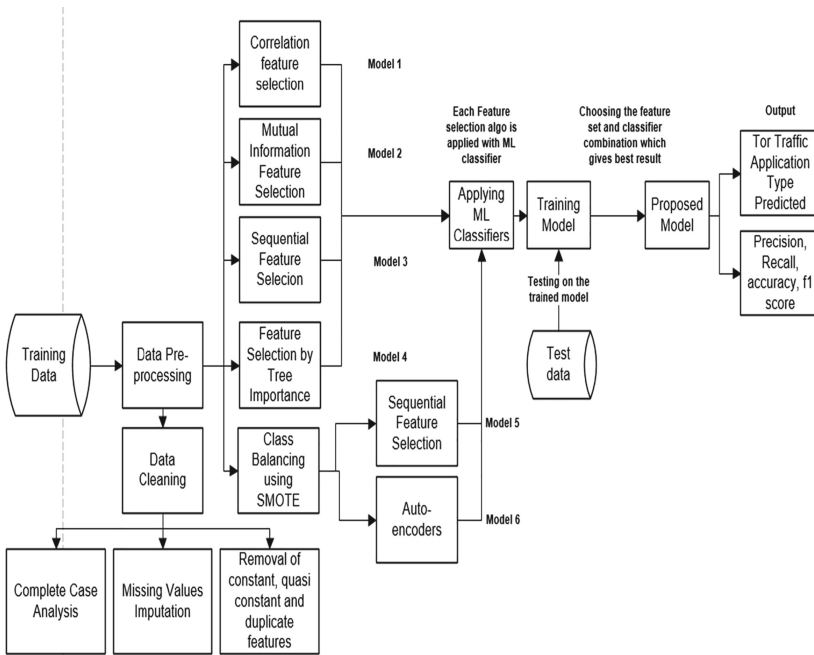 Correlation
feature
selection
Model 1
Mutual
Information
Feature
Selection
Model 2
Sequential
Feature
Selecion
Model 3
Feature
Selection by
Tree
Importance
Model 4
Each Feature
selection algo is
applied with ML
classifier
Applying
ML
Classifiers
Choosing the feature
set and classifier
combination which
gives best result
Training
Model
Proposed
Model
Output
Tor Traffic
Application
Type
Predicted
Precision,
Recall,
accuracy, f1
score
Testing on the
trained model
Test
data
Training
Data
Data Pre-
processing
Data
Cleaning
Class
Balancing
using
SMOTE
Sequential
Feature
Selection
Model 5
Auto-
encoders
Model 6
Complete Case
Analysis
Missing Values
Imputation
Removal of
constant, quasi
constant and
duplicate
features